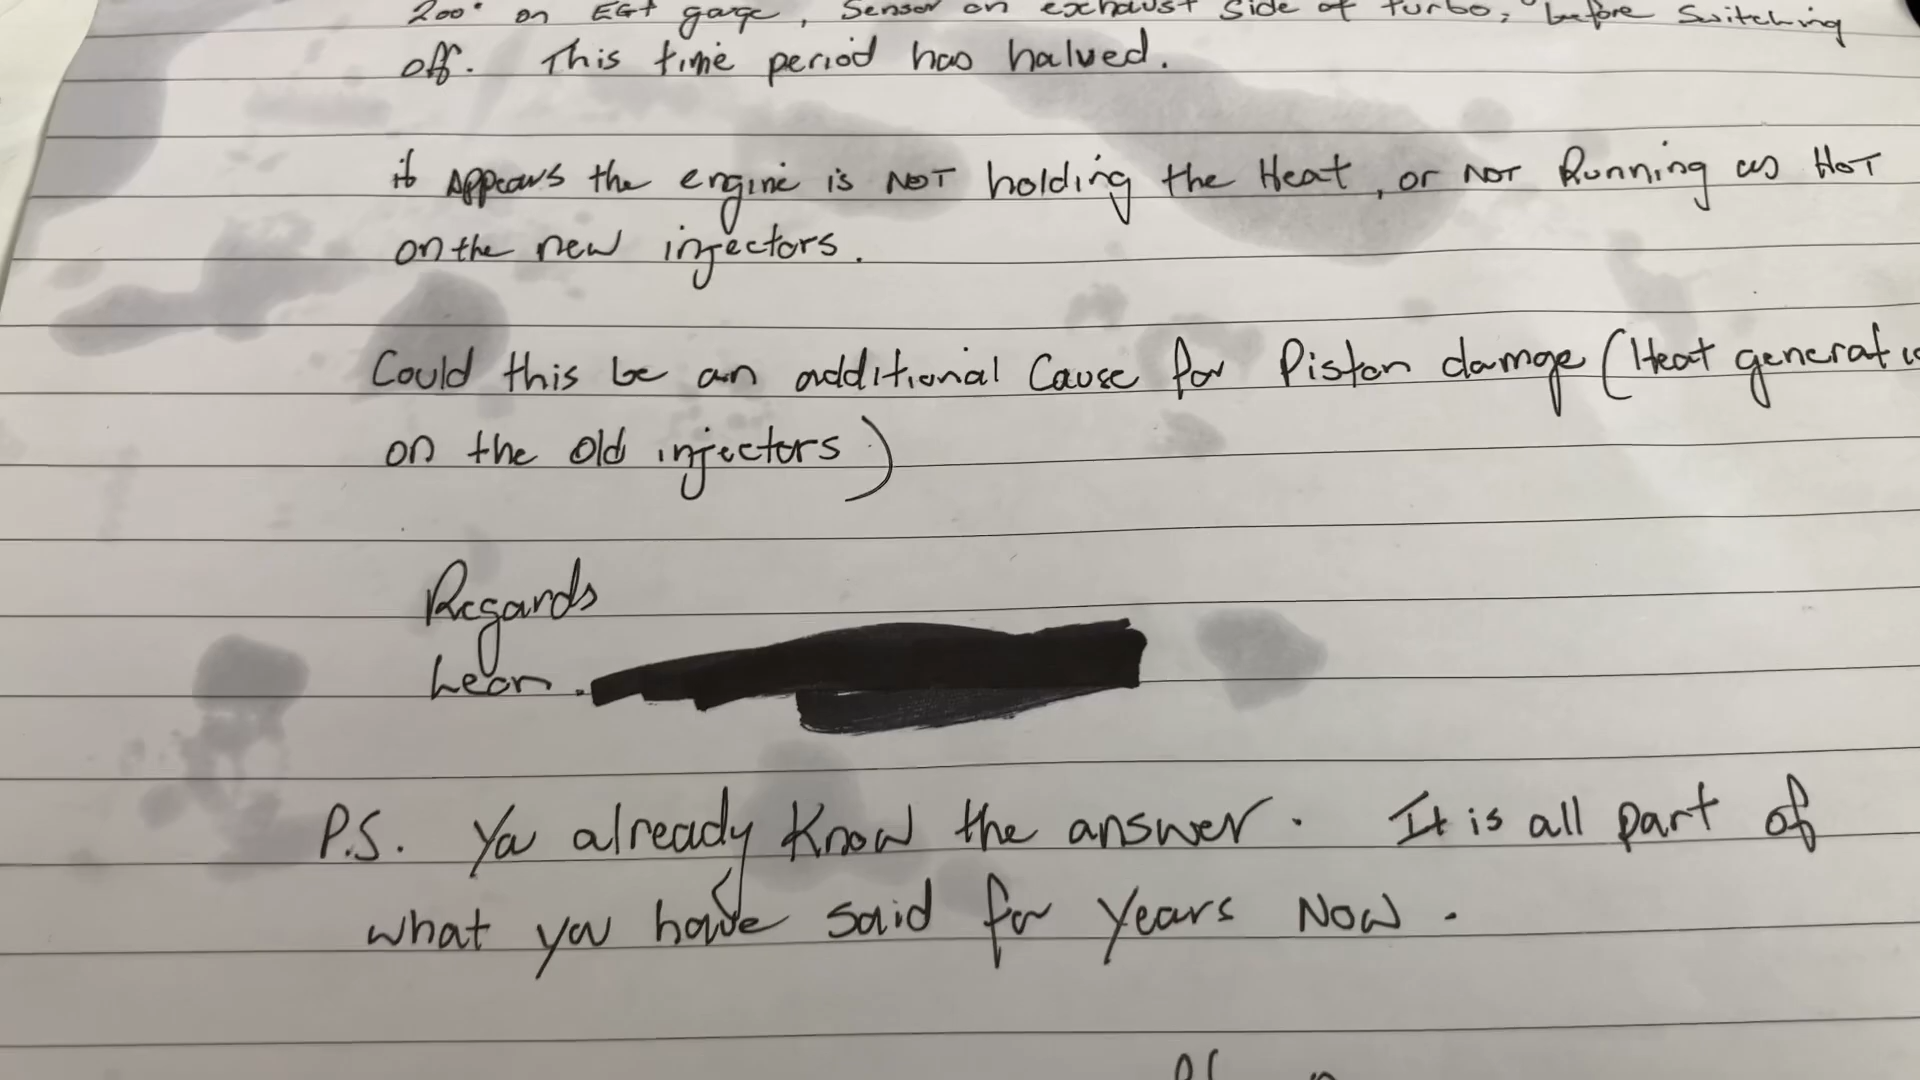 200° on EGT gauge, Sensor on exchaust Side of turbo, before Switching
off. This time period has halved.
it Appears the engine is NOT holding the Heat, or NOT Running as HOT
on the new injectors.
Could this be an additional Cause for Piston damage (Heat generat
on the old injectors)
Regards
Leon.
P.S. You already Know the answer. It is all part of
what you have said for years Now.